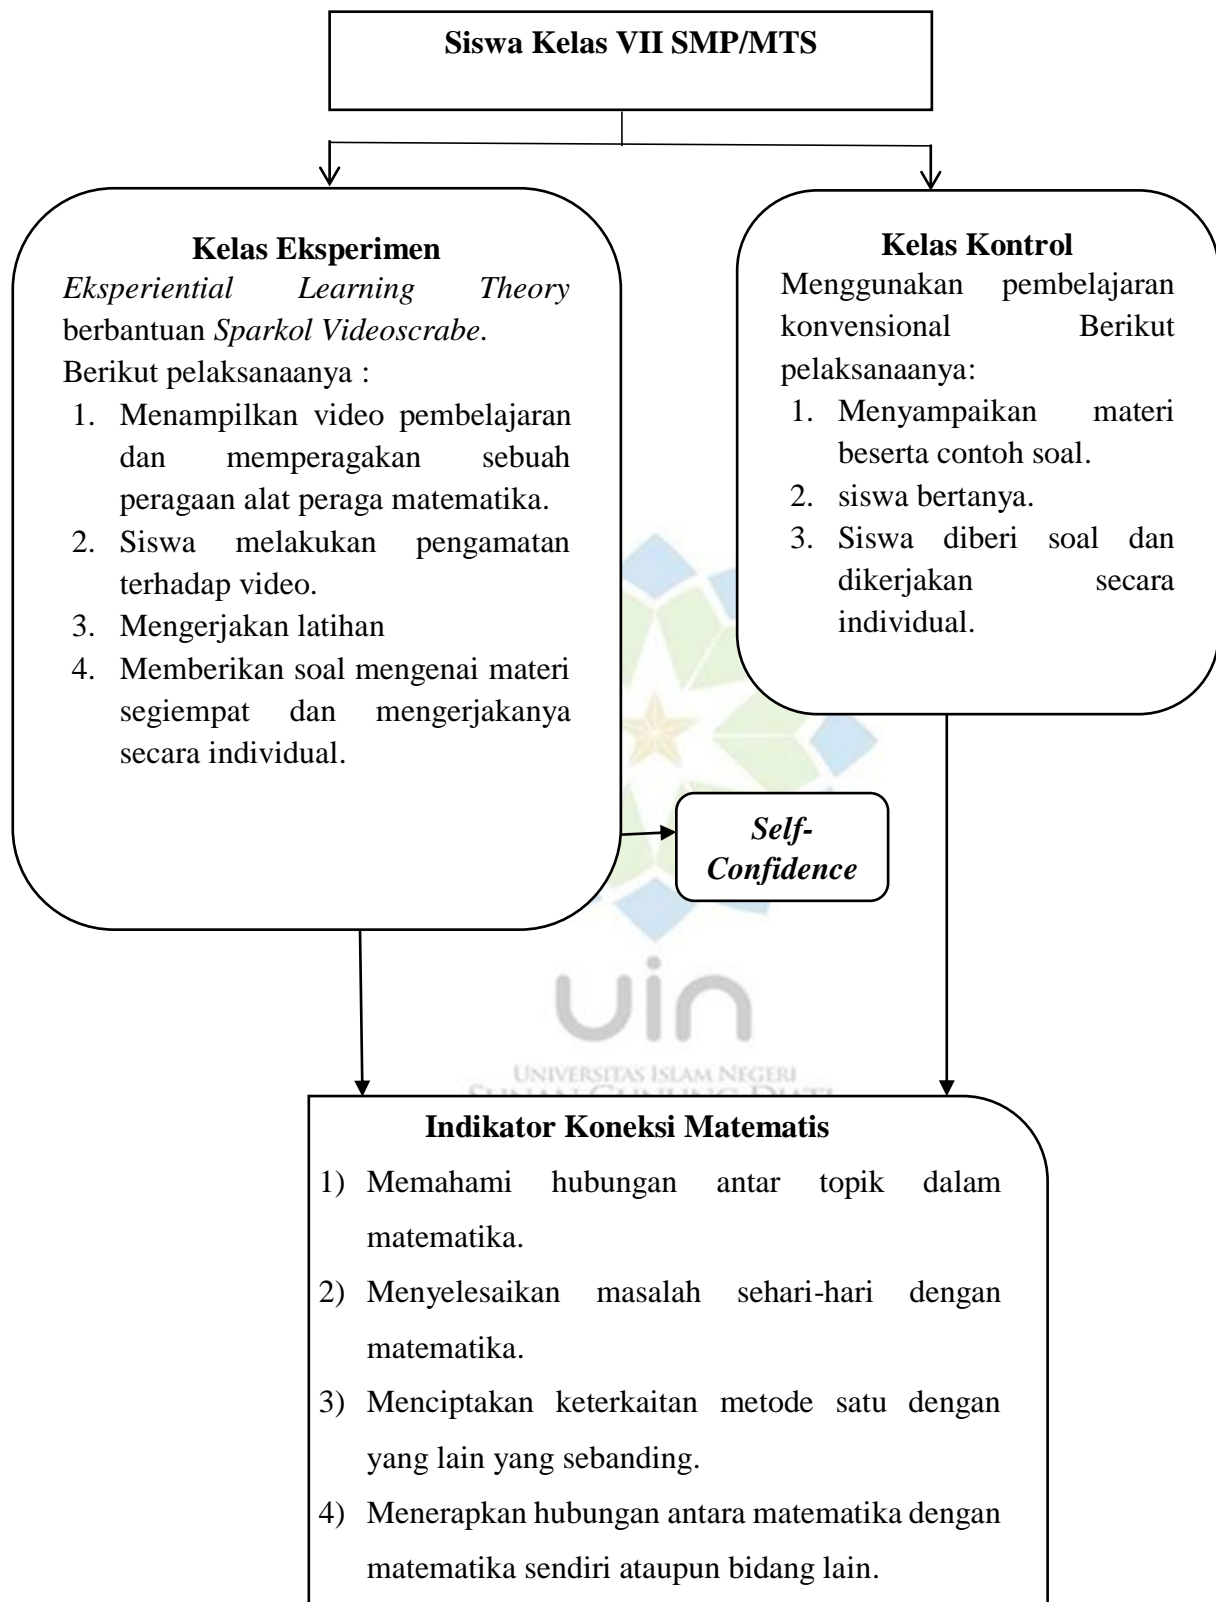 Siswa Kelas VII SMP/MTS
Kelas Eksperimen
Eksperiential Learning Theory
berbantuan Sparkol Videoscrabe.
Berikut pelaksanaanya :
1. Menampilkan video pembelajaran
dan memperagakan sebuah
peragaan alat peraga matematika.
2. Siswa melakukan pengamatan
terhadap video.
3. Mengerjakan latihan
4. Memberikan soal mengenai materi
segiempat dan mengerjakanya
secara individual.
Kelas Kontrol
Menggunakan pembelajaran
konvensional Berikut
pelaksanaanya:
1. Menyampaikan materi
beserta contoh soal.
2. siswa bertanya.
3. Siswa diberi soal dan
dikerjakan secara
individual.
Self-
Confidence
uin
UNIVERSITAS ISLAM NEGERI
SUNAN GUNUNG DJATI
Indikator Koneksi Matematis
1) Memahami hubungan antar topik dalam
matematika.
2) Menyelesaikan masalah sehari-hari dengan
matematika.
3) Menciptakan keterkaitan metode satu dengan
yang lain yang sebanding.
4) Menerapkan hubungan antara matematika dengan
matematika sendiri ataupun bidang lain.